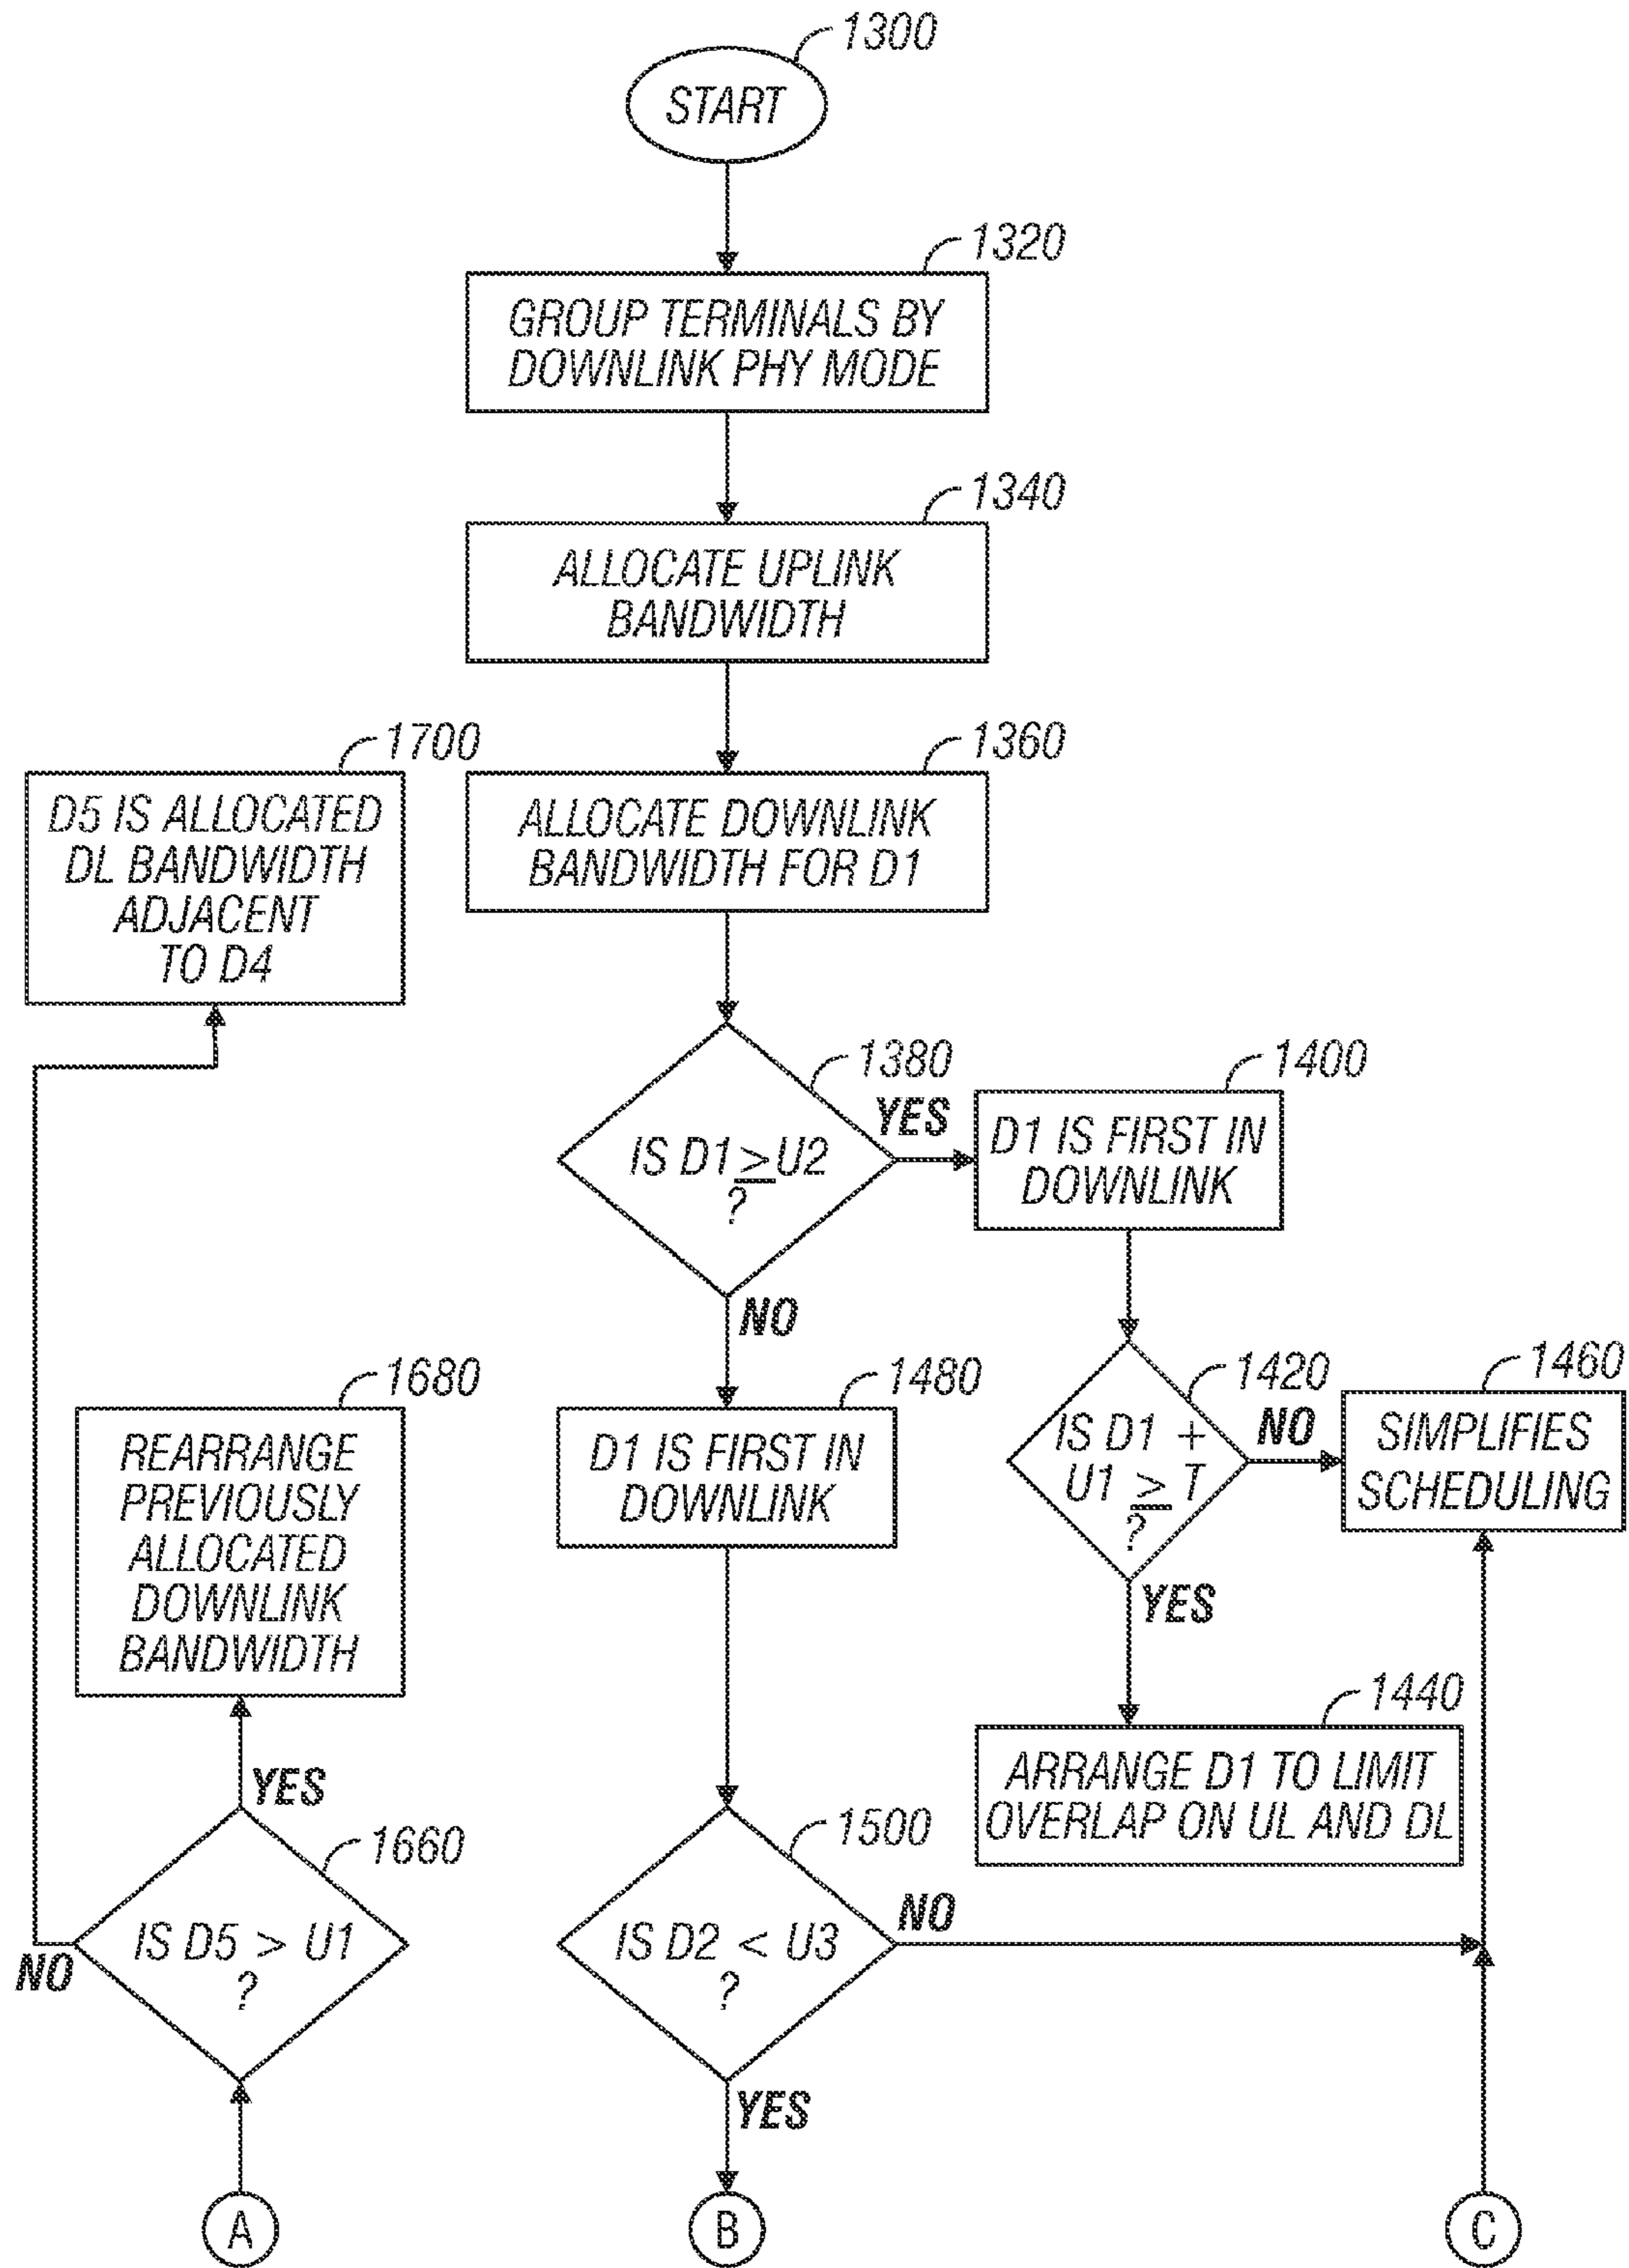 1300
START
1320
GROUP TERMINALS BY
DOWNLINK PHY MODE
1340
ALLOCATE UPLINK
BANDWIDTH
1700
D5 IS ALLOCATED
DL BANDWIDTH
ADJACENT
TO D4
1360
ALLOCATE DOWNLINK
BANDWIDTH FOR D1
1380
IS D1 ≥ U2
?
YES
NO
1400
D1 IS FIRST IN
DOWNLINK
1420
IS D1 +
U1 ≥ T
?
NO
YES
1460
SIMPLIFIES
SCHEDULING
1680
REARRANGE
PREVIOUSLY
ALLOCATED
DOWNLINK
BANDWIDTH
1480
D1 IS FIRST IN
DOWNLINK
1440
ARRANGE D1 TO LIMIT
OVERLAP ON UL AND DL
YES
1660
IS D5 > U1
?
NO
1500
IS D2 < U3
?
NO
YES
A
B
C